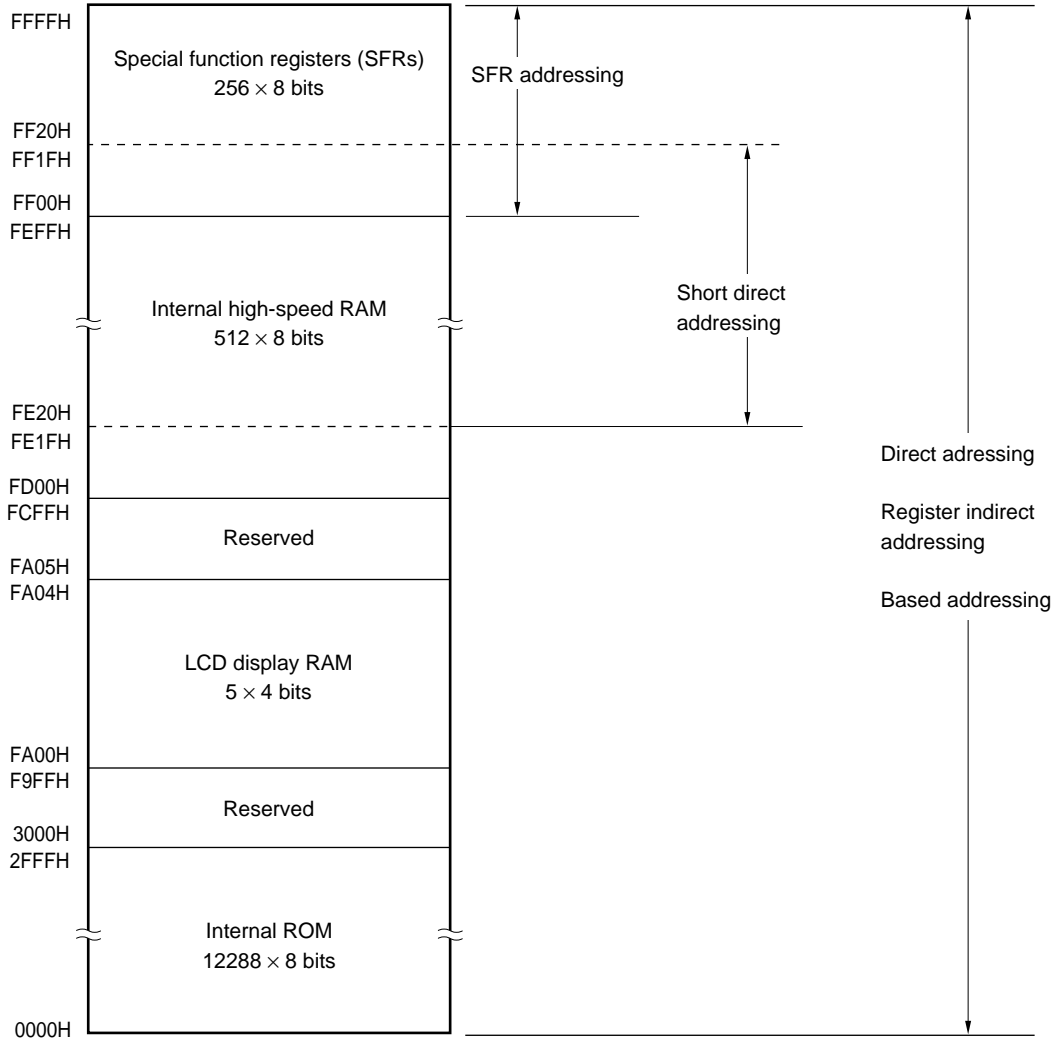 FFFFH
Special function registers (SFRs)
256 × 8 bits
SFR addressing
FF20H
FF1FH
FF00H
FEFFH
Internal high-speed RAM
512 × 8 bits
Short direct
addressing
FE20H
FE1FH
Direct adressing
FD00H
FCFFH
Register indirect
addressing
Reserved
FA05H
FA04H
Based addressing
LCD display RAM
5 × 4 bits
FA00H
F9FFH
Reserved
3000H
2FFFH
Internal ROM
12288 × 8 bits
0000H